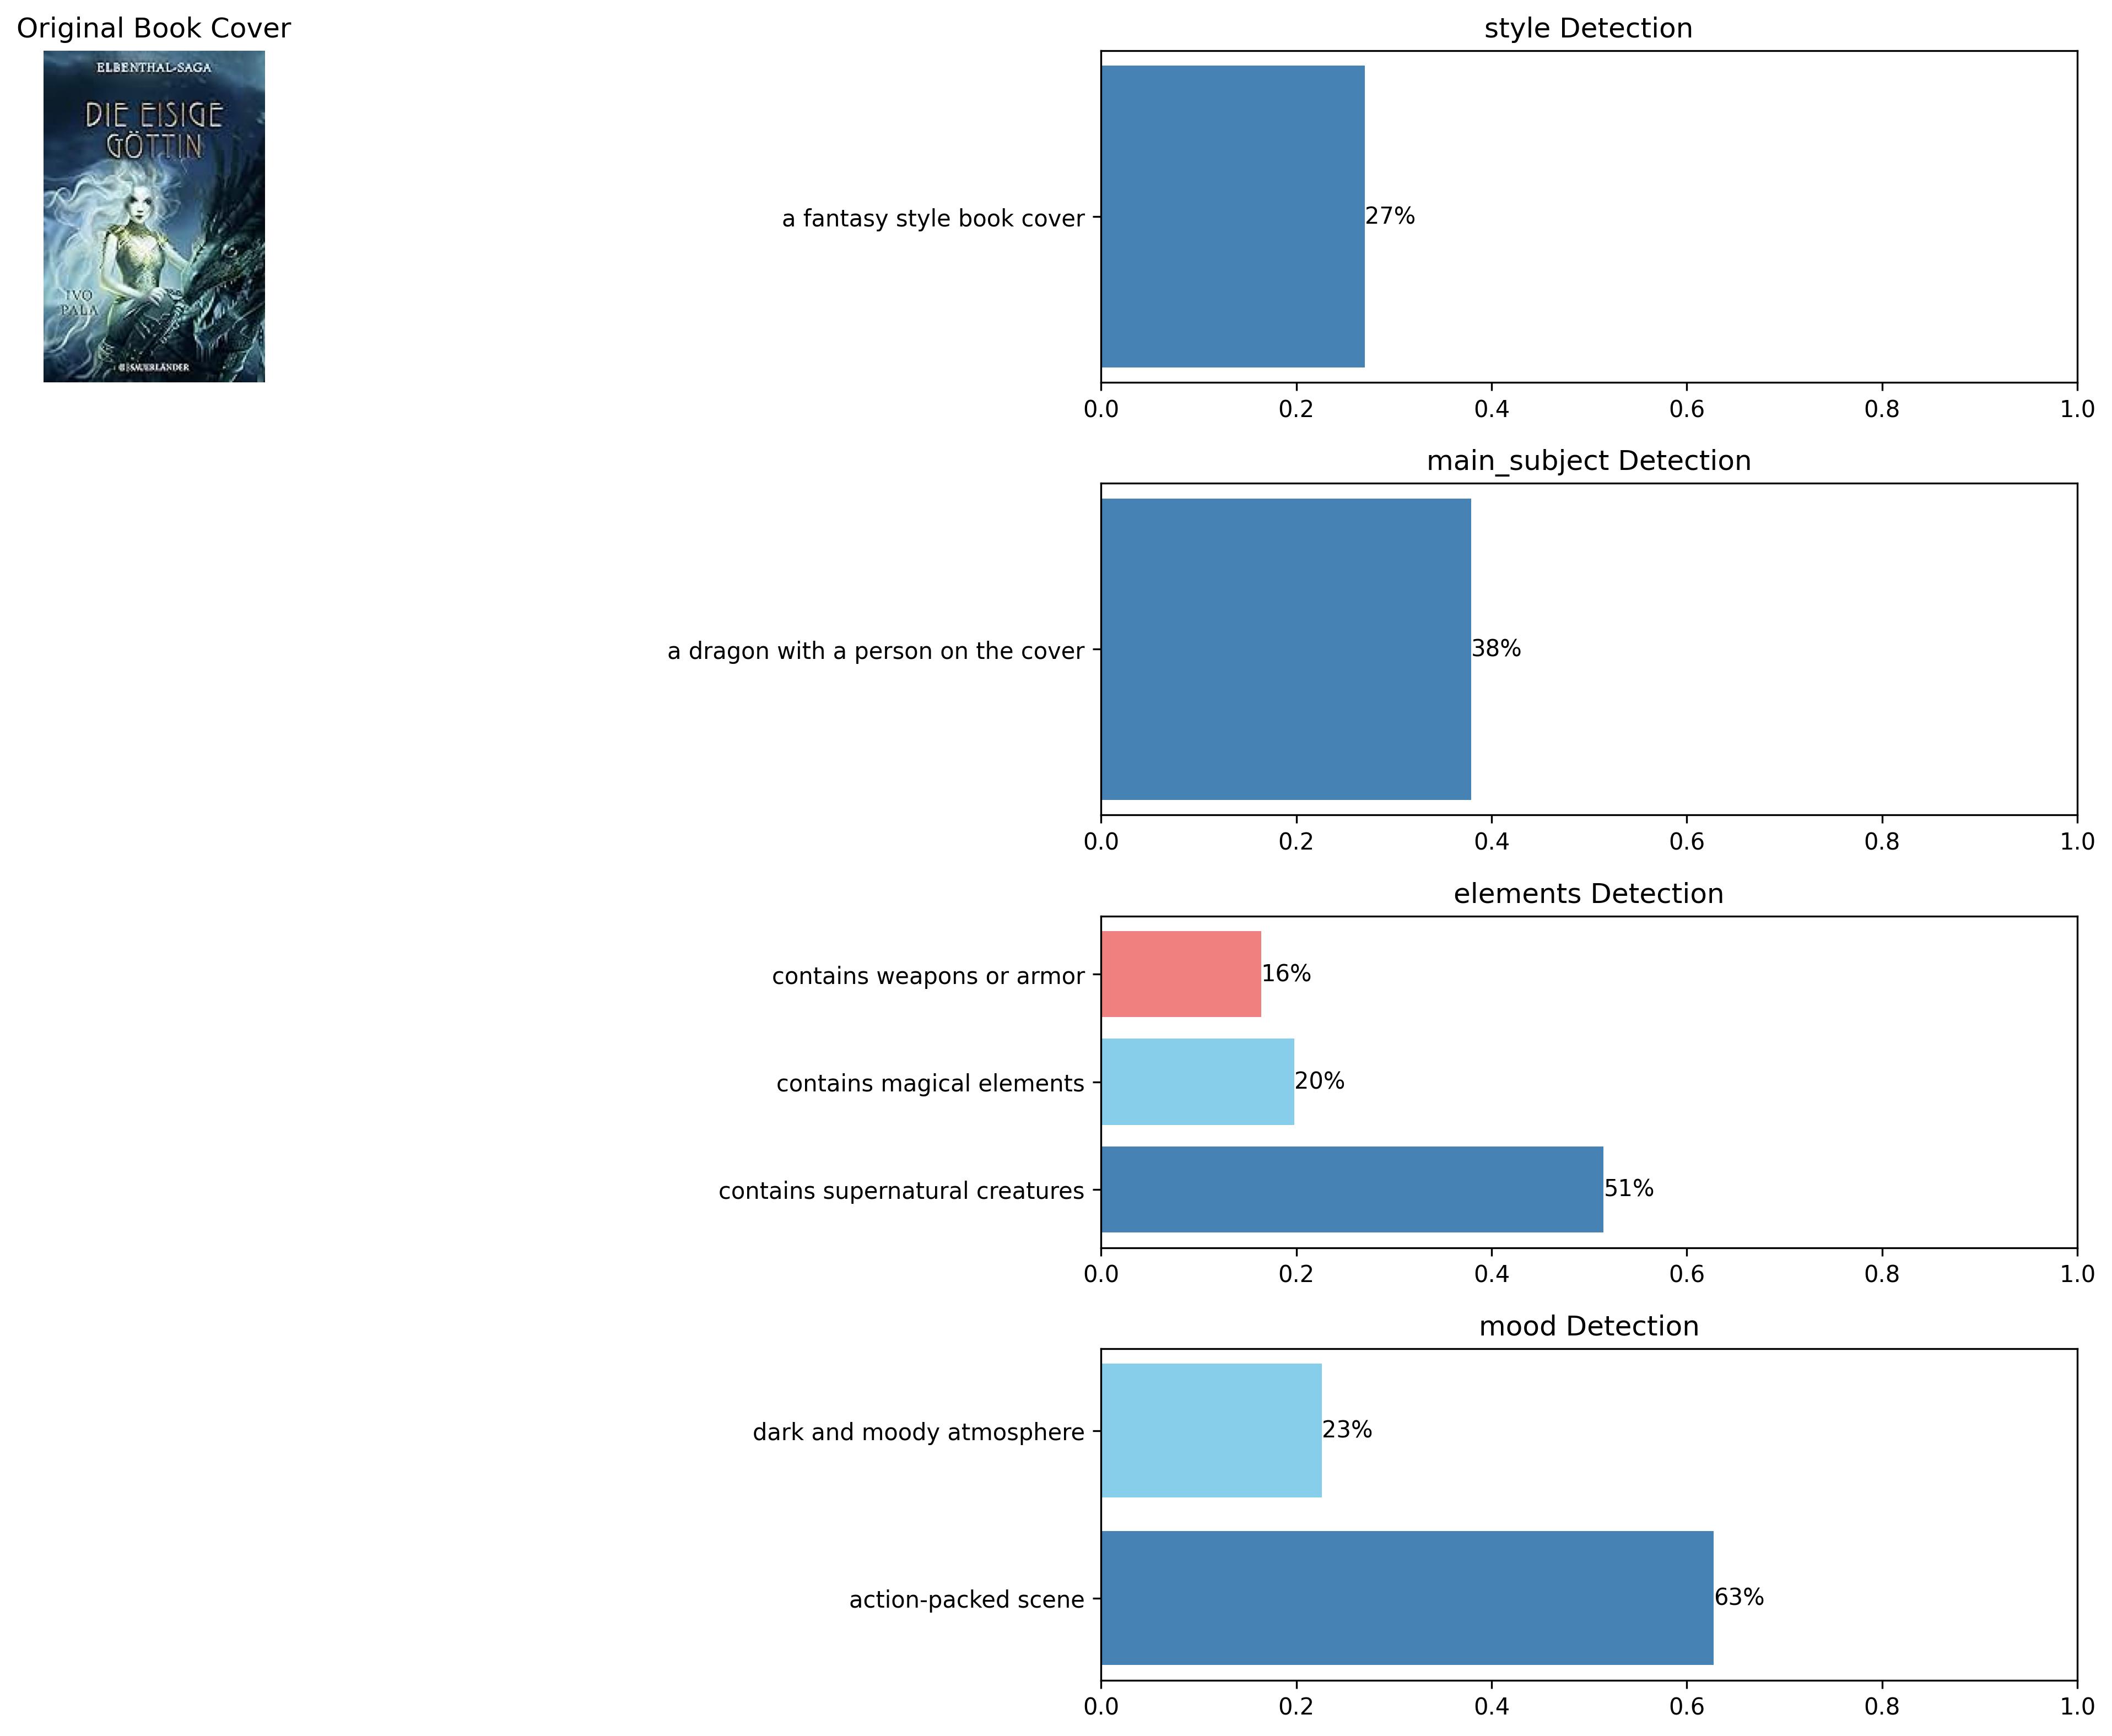 Original Book Cover
ELBENTHAL-SAGA
DIE EISIGE
GÖTTIN
IVO
PALA
SAUERLÄNDER
style Detection
a fantasy style book cover
27%
0.0 0.2 0.4 0.6 0.8 1.0
main_subject Detection
a dragon with a person on the cover
38%
0.0 0.2 0.4 0.6 0.8 1.0
elements Detection
contains weapons or armor
16%
contains magical elements
20%
contains supernatural creatures
51%
0.0 0.2 0.4 0.6 0.8 1.0
mood Detection
dark and moody atmosphere
23%
action-packed scene
63%
0.0 0.2 0.4 0.6 0.8 1.0